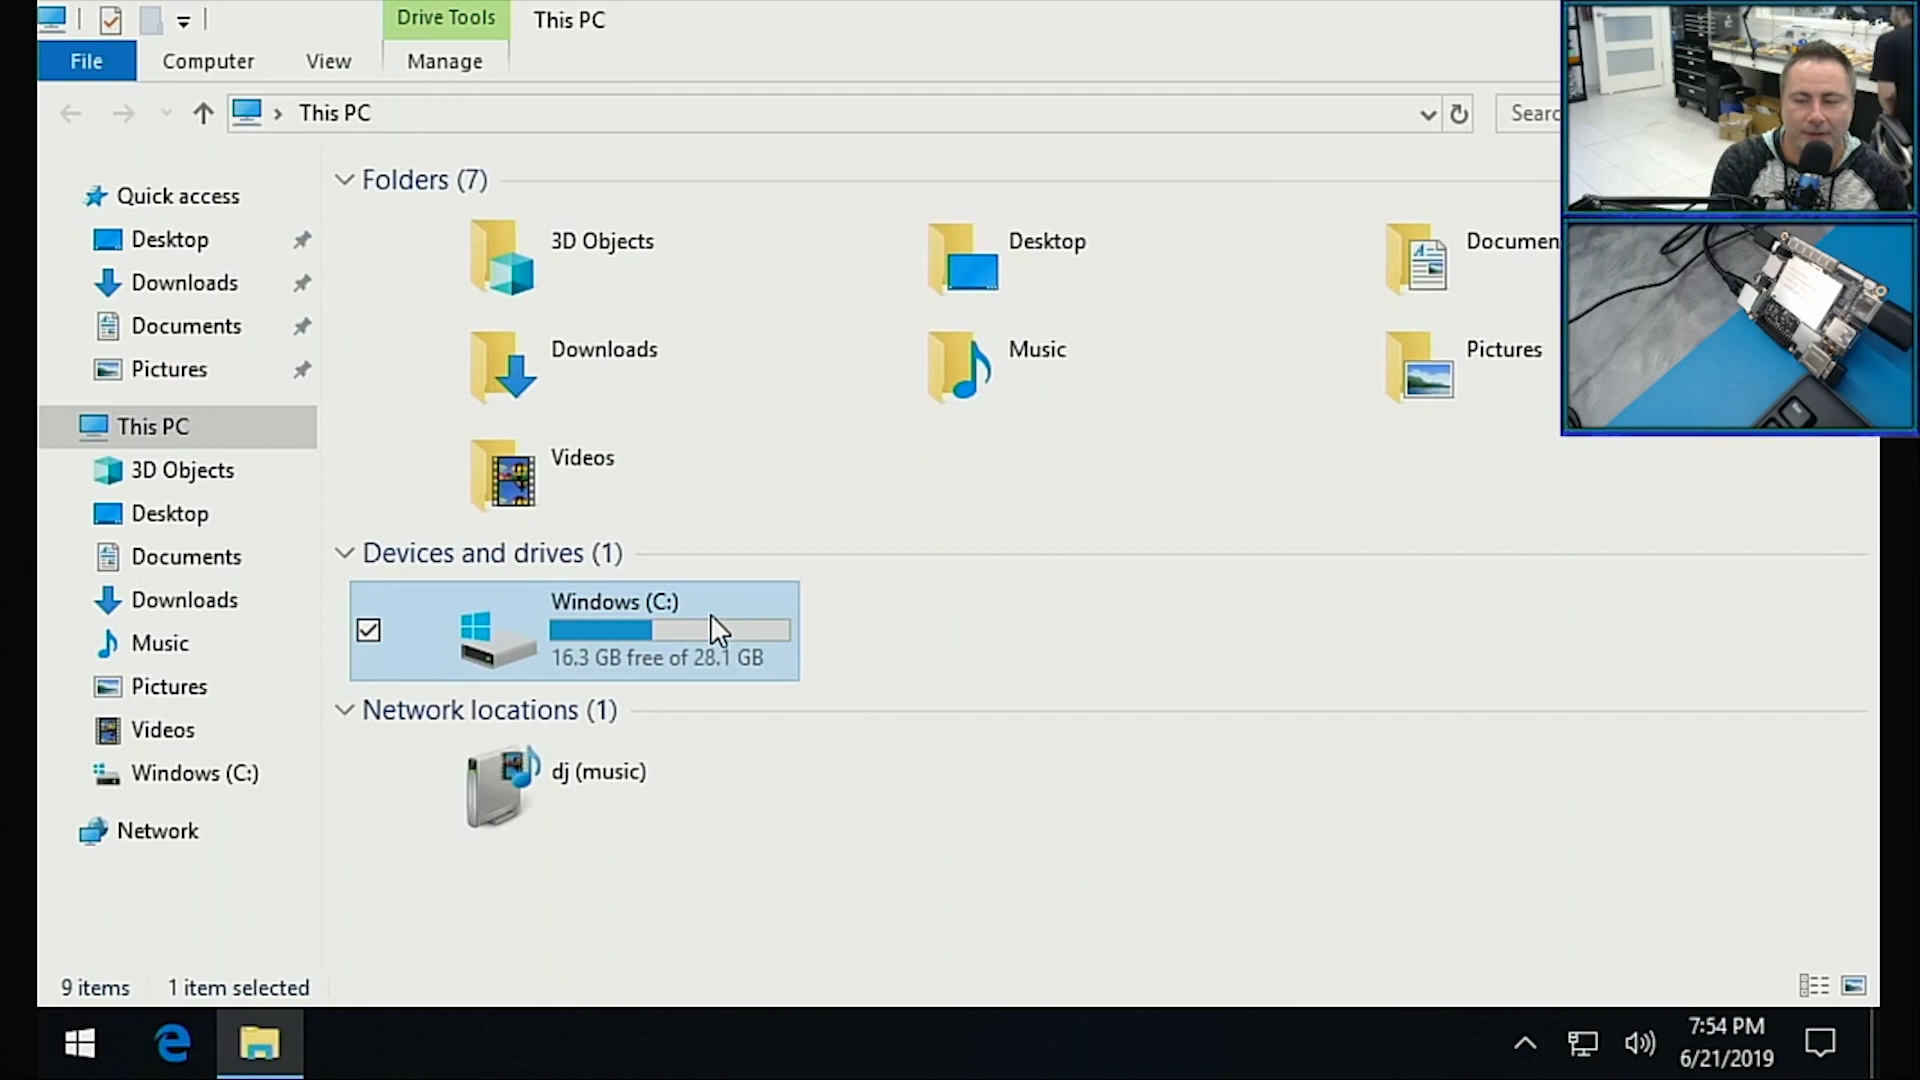 Drive Tools
This PC
File
Computer
View
Manage
This PC
Searc
Quick access
Desktop
Downloads
Documents
Pictures
This PC
3D Objects
Desktop
Documents
Downloads
Music
Pictures
Videos
Windows (C:)
Network
Folders (7)
3D Objects
Desktop
Documen
Downloads
Music
Pictures
Videos
Devices and drives (1)
Windows (C:)
16.3 GB free of 28.1 GB
Network locations (1)
dj (music)
9 items
1 item selected
7:54 PM
6/21/2019